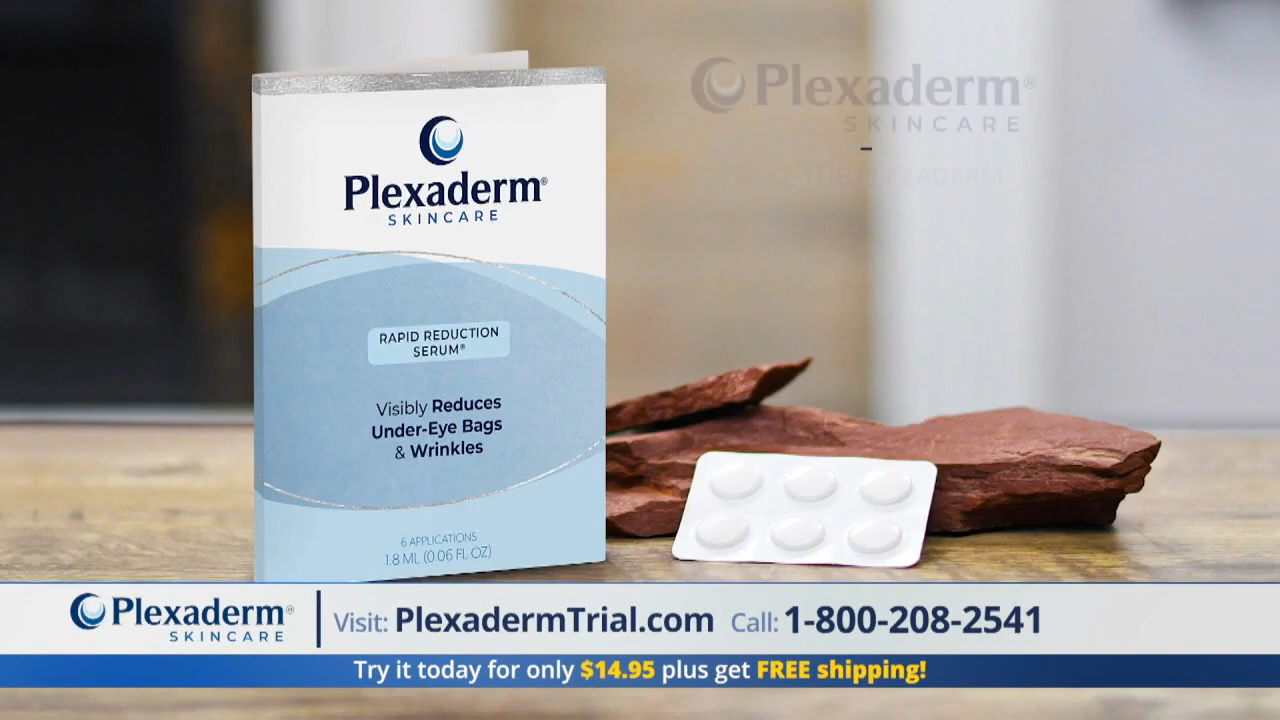 Plexaderm®
SKINCARE
RAPID REDUCTION
SERUM®
Visibly Reduces
Under-Eye Bags
& Wrinkles
6 APPLICATIONS
1.8 ML (0.06 FL OZ)
Plexaderm®
SKINCARE
Plexaderm®
SKINCARE
Visit: PlexadermTrial.com Call: 1-800-208-2541
Try it today for only $14.95 plus get FREE shipping!